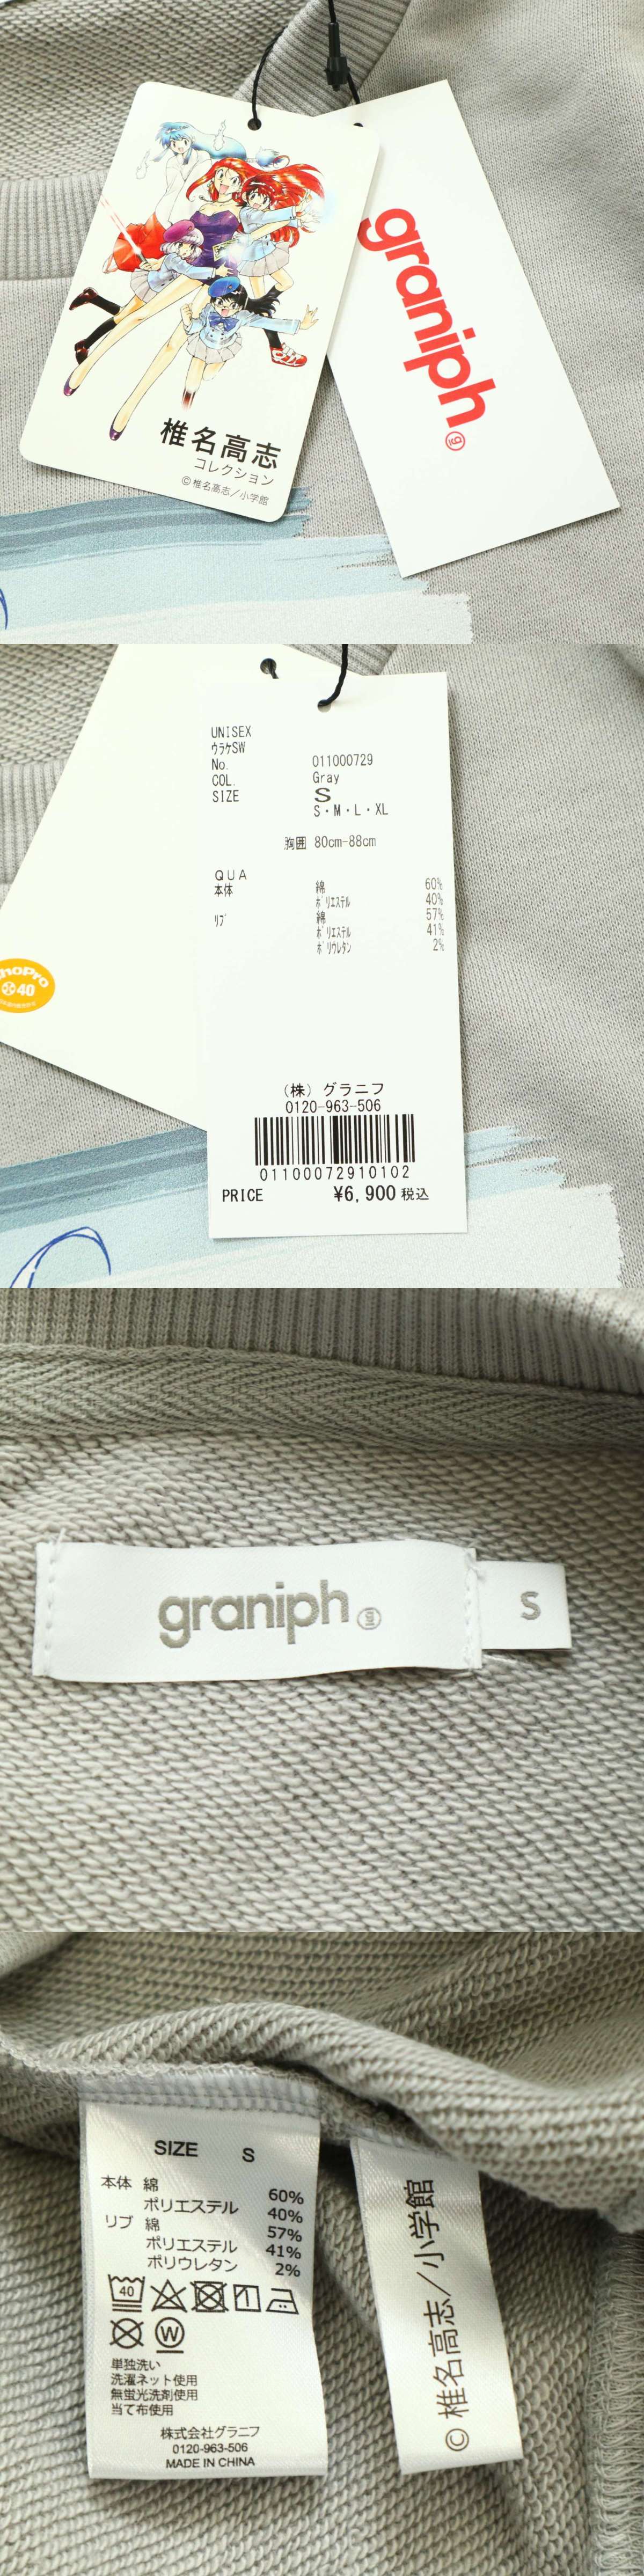 graniph
椎名高志
コレクション
©椎名高志／小学館
UNISEX
ウラケSW
No. 011000729
COL. Gray
SIZE S
S・M・L・XL
胸囲 80cm-88cm
QUA
本体 綿 60%
ポリエステル 40%
リブ 綿 57%
ポリエステル 41%
ポリウレタン 2%
hoPro
40
（株）グラニフ
0120-963-506
01100072910102
PRICE ¥6,900 税込
graniph
S
SIZE S
本体 綿 60%
ポリエステル 40%
リブ 綿 57%
ポリエステル 41%
ポリウレタン 2%
40
W
単独洗い
洗濯ネット使用
無蛍光洗剤使用
当て布使用
株式会社グラニフ
0120-963-506
MADE IN CHINA
© 椎名高志／小学館